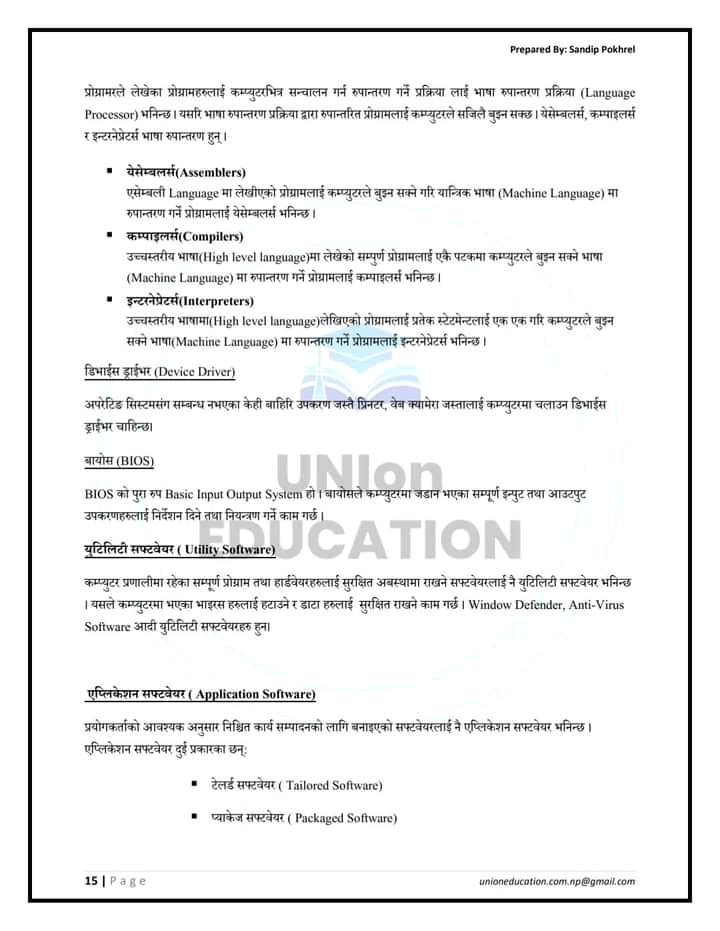 Prepared By: Sandip Pokhrel
प्रोग्रामरले लेखेका प्रोग्रामहरुलाई कम्प्युटरभित्र सन्चालन गर्न रुपान्तरण गर्ने प्रक्रिया लाई भाषा रुपान्तरण प्रक्रिया (Language
Processor) भनिन्छ। यसरि भाषा रुपान्तरण प्रक्रिया द्वारा रुपान्तरित प्रोग्रामलाई कम्प्युटरले सजिलै बुझ्न सक्छ। येसेम्बलर्स, कम्पाइलर्स
र इन्टरनेप्रेटर्स भाषा रुपान्तरण हुन्।
▪ येसेम्बलर्स(Assemblers)
एसेम्बली Language मा लेखीएको प्रोग्रामलाई कम्प्युटरले बुझ्न सक्ने गरि यान्त्रिक भाषा (Machine Language) मा
रुपान्तरण गर्ने प्रोग्रामलाई येसेम्बलर्स भनिन्छ।
▪ कम्पाइलर्स(Compilers)
उच्चस्तरीय भाषा(High level language)मा लेखेको सम्पुर्ण प्रोग्रामलाई एकै पटकमा कम्प्युटरले बुझ्न सक्ने भाषा
(Machine Language) मा रुपान्तरण गर्ने प्रोग्रामलाई कम्पाइलर्स भनिन्छ।
▪ इन्टरनेप्रेटर्स(Interpreters)
उच्चस्तरीय भाषामा(High level language)लेखिएको प्रोग्रामलाई प्रतेक स्टेटमेन्टलाई एक एक गरि कम्प्युटरले बुझ्न
सक्ने भाषा(Machine Language) मा रुपान्तरण गर्ने प्रोग्रामलाई इन्टरनेप्रेटर्स भनिन्छ।
डिभाईस ड्राईभर (Device Driver)
अपरेटिङ सिस्टमसंग सम्बन्ध नभएका केही बाहिरि उपकरण जस्तै प्रिनटर, वेब क्यामेरा जस्तालाई कम्प्युटरमा चलाउन डिभाईस
ड्राईभर चाहिन्छ।
बायोस (BIOS)
UNIon
BIOS को पुरा रुप Basic Input Output System हो। बायोसले कम्प्युटरमा जडान भएका सम्पूर्ण इन्पुट तथा आउटपुट
उपकरणहरुलाई निर्देशन दिने तथा नियन्त्रण गर्ने काम गर्छ।
EDUCATION
युटिलिटी सफ्टवेयर ( Utility Software)
कम्प्युटर प्रणालीमा रहेका सम्पूर्ण प्रोग्राम तथा हार्डवेयरहरुलाई सुरक्षित अबस्थामा राख्ने सफ्टवेयरलाई नै युटिलिटी सफ्टवेयर भनिन्छ
। यसले कम्प्युटरमा भएका भाइरस हरुलाई हटाउने र डाटा हरुलाई सुरक्षित राख्ने काम गर्छ। Window Defender, Anti-Virus
Software आदी युटिलिटी सफ्टवेयरहरु हुन।
एप्लिकेशन सफ्टवेयर ( Application Software)
प्रयोगकर्ताको आवश्यक अनुसार निश्चित कार्य सम्पादनको लागि बनाइएको सफ्टवेयरलाई नै एप्लिकेशन सफ्टवेयर भनिन्छ।
एप्लिकेशन सफ्टवेयर दुई प्रकारका छन्:
▪ टेलर्ड सफ्टवेयर ( Tailored Software)
▪ प्याकेज सफ्टवेयर ( Packaged Software)
15 | Page
unioneducation.com.np@gmail.com